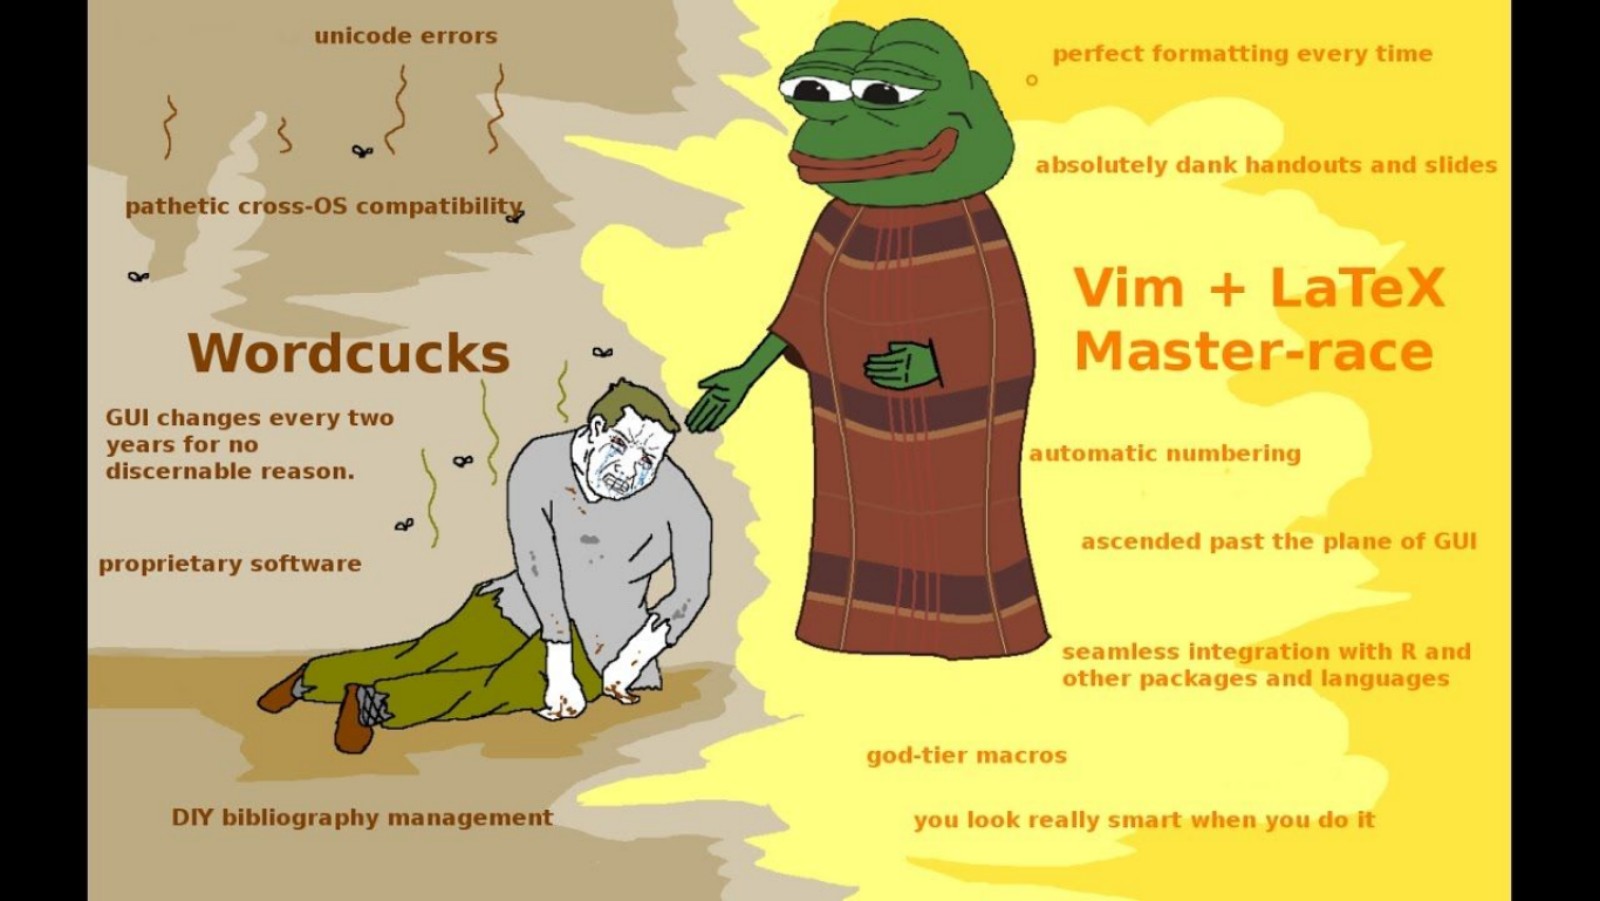 unicode errors
pathetic cross-OS compatibility
Wordcucks
GUI changes every two
years for no
discernable reason.
proprietary software
DIY bibliography management
perfect formatting every time
absolutely dank handouts and slides
Vim + LaTeX
Master-race
automatic numbering
ascended past the plane of GUI
seamless integration with R and
other packages and languages
god-tier macros
you look really smart when you do it